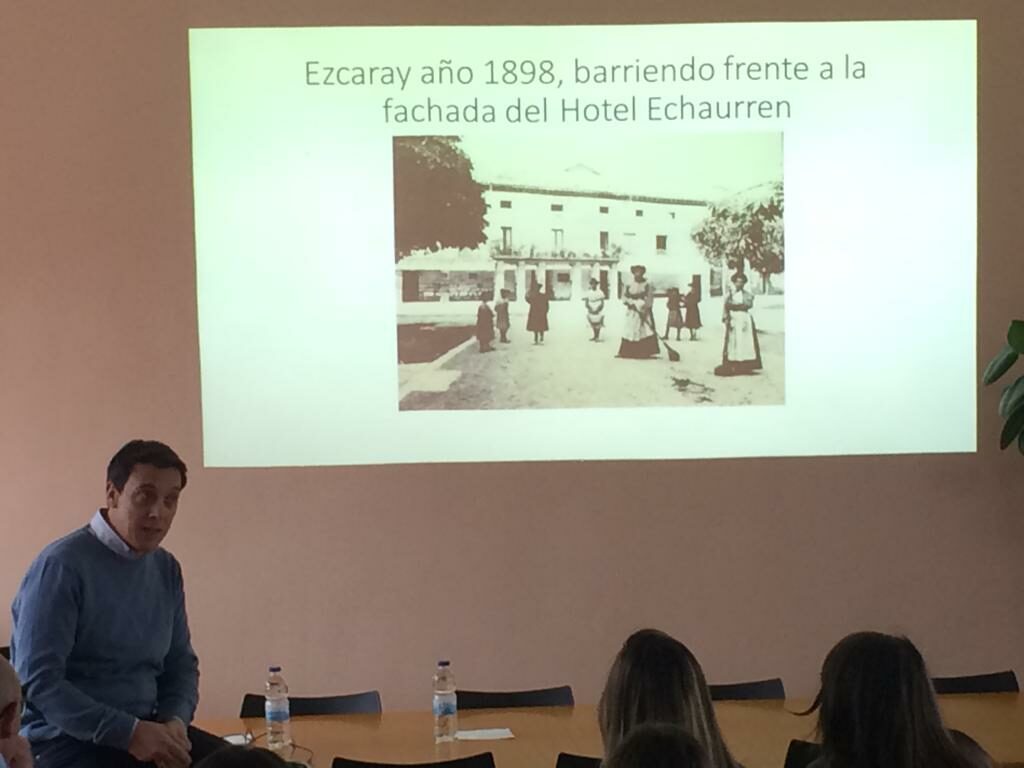 Ezcaray año 1898, barriendo frente a la
fachada del Hotel Echaurren